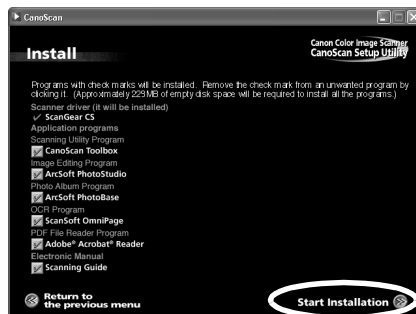 CanoScan
Install
Canon Color Image Scanner
CanoScan Setup Utility
Programs with check marks will be installed. Remove the check mark from an unwanted program by
clicking it. (Approximately 229MB of empty disk space will be required to install all the programs.)
Scanner driver (it will be installed)
ScanGear CS
Application programs
Scanning Utility Program
CanoScan Toolbox
Image Editing Program
ArcSoft PhotoStudio
Photo Album Program
ArcSoft PhotoBase
OCR Program
ScanSoft OmniPage
PDF File Reader Program
Adobe® Acrobat® Reader
Electronic Manual
Scanning Guide
Return to
the previous menu
Start Installation